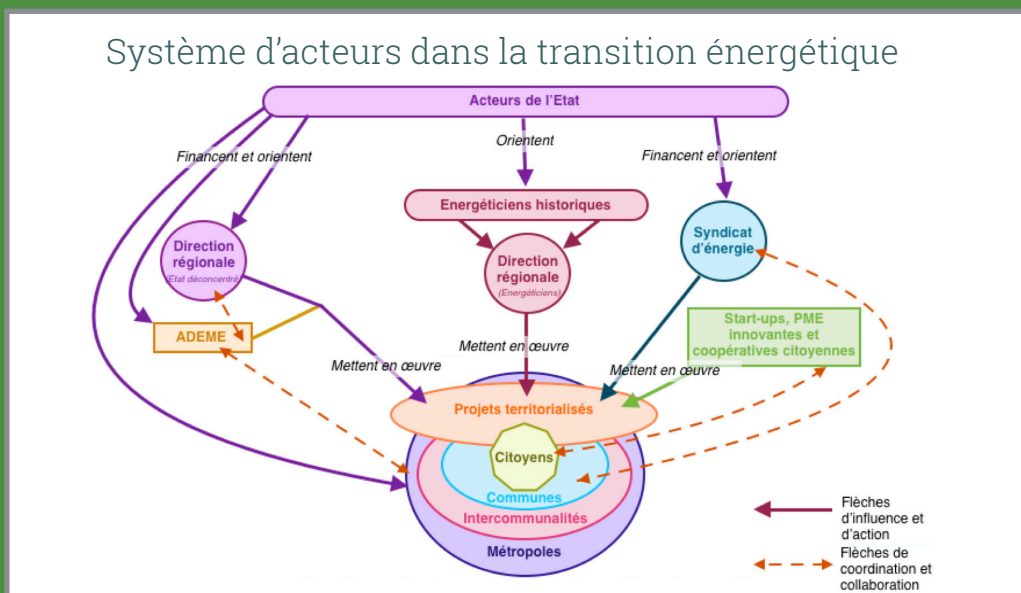 Système d'acteurs dans la transition énergétique
Acteurs de l'Etat
Financent et orientent
Orientent
Financent et orientent
Energéticiens historiques
Direction
régionale
(Etat déconcentré)
Direction
régionale
(Energéticiens)
Syndicat
d'énergie
ADEME
Start-ups, PME
innovantes et
coopératives citoyennes
Mettent en œuvre
Mettent en œuvre
Mettent en œuvre
Projets territorialisés
Citoyens
Communes
Intercommunalités
Métropoles
Flèches
d'influence et
d'action
Flèches de
coordination et
collaboration